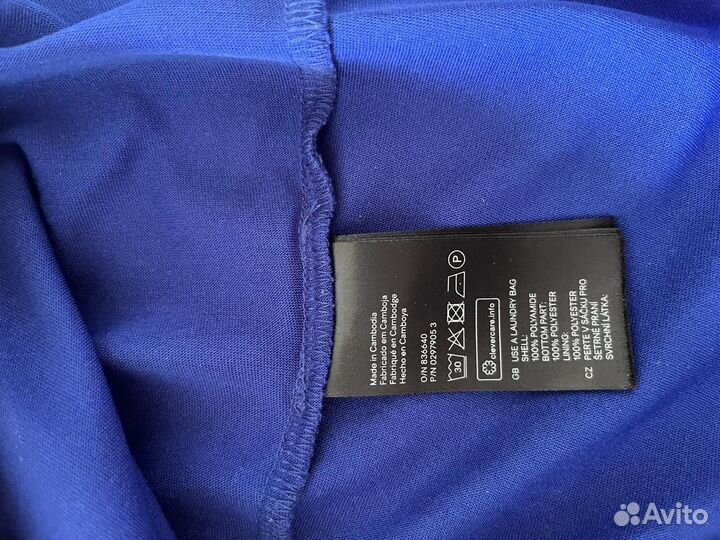 Made in Cambodia
Fabricado em Camboja
Fabriqué en Cambodge
Hecho en Camboya
O/N 836640
P/N 0297905 3
30
P
clevercare.info
GB USE A LAUNDRY BAG
SHELL:
100% POLYAMIDE
BOTTOM PART:
100% POLYESTER
LINING:
100% POLYESTER
CZ PERTE V SÁČKU PRO
ŠETRNÉ PRANÍ
SVRCHNÍ LÁTKA:
Avito